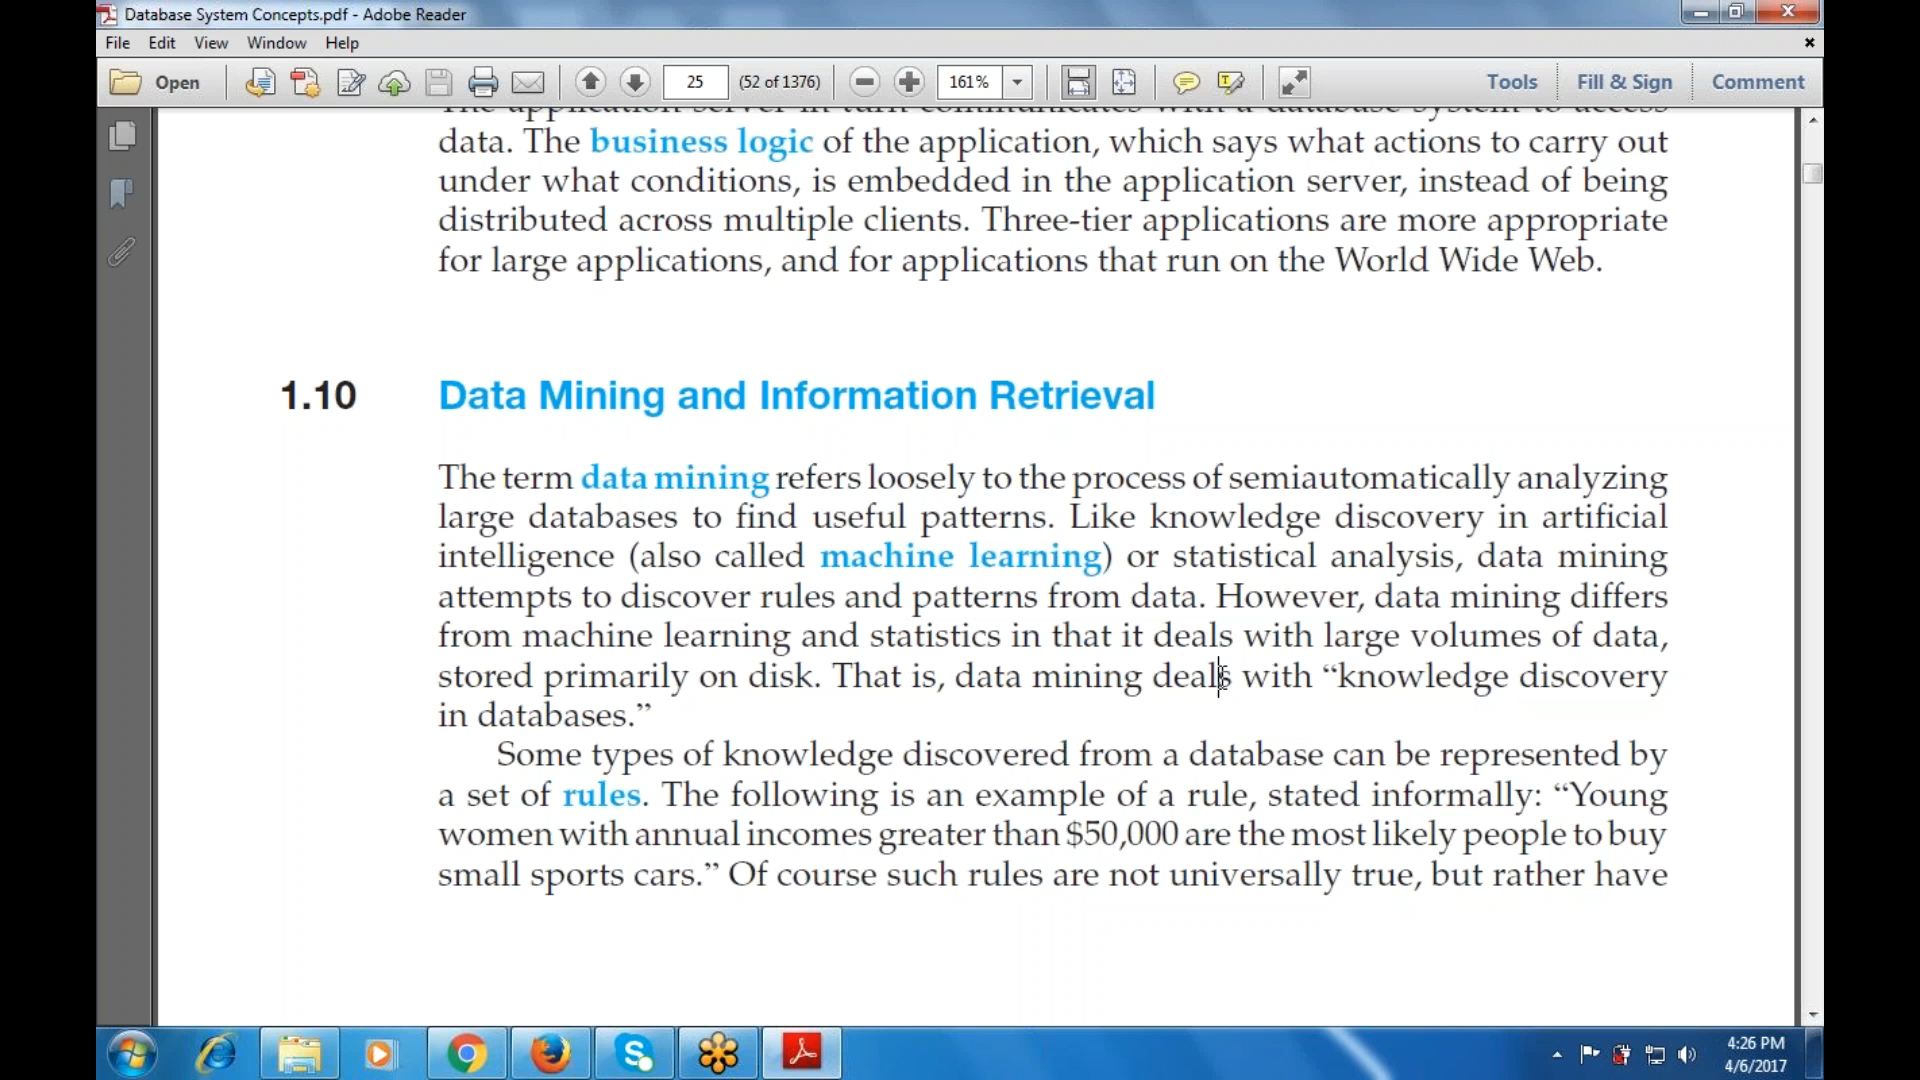 Database System Concepts.pdf - Adobe Reader
File Edit View Window Help
Open 25 (52 of 1376) 161% Tools Fill & Sign Comment
The application server in turn communicates with a database system to access
data. The business logic of the application, which says what actions to carry out
under what conditions, is embedded in the application server, instead of being
distributed across multiple clients. Three-tier applications are more appropriate
for large applications, and for applications that run on the World Wide Web.
1.10 Data Mining and Information Retrieval
The term data mining refers loosely to the process of semiautomatically analyzing
large databases to find useful patterns. Like knowledge discovery in artificial
intelligence (also called machine learning) or statistical analysis, data mining
attempts to discover rules and patterns from data. However, data mining differs
from machine learning and statistics in that it deals with large volumes of data,
stored primarily on disk. That is, data mining deals with “knowledge discovery
in databases.”
Some types of knowledge discovered from a database can be represented by
a set of rules. The following is an example of a rule, stated informally: “Young
women with annual incomes greater than $50,000 are the most likely people to buy
small sports cars.” Of course such rules are not universally true, but rather have
4:26 PM
4/6/2017